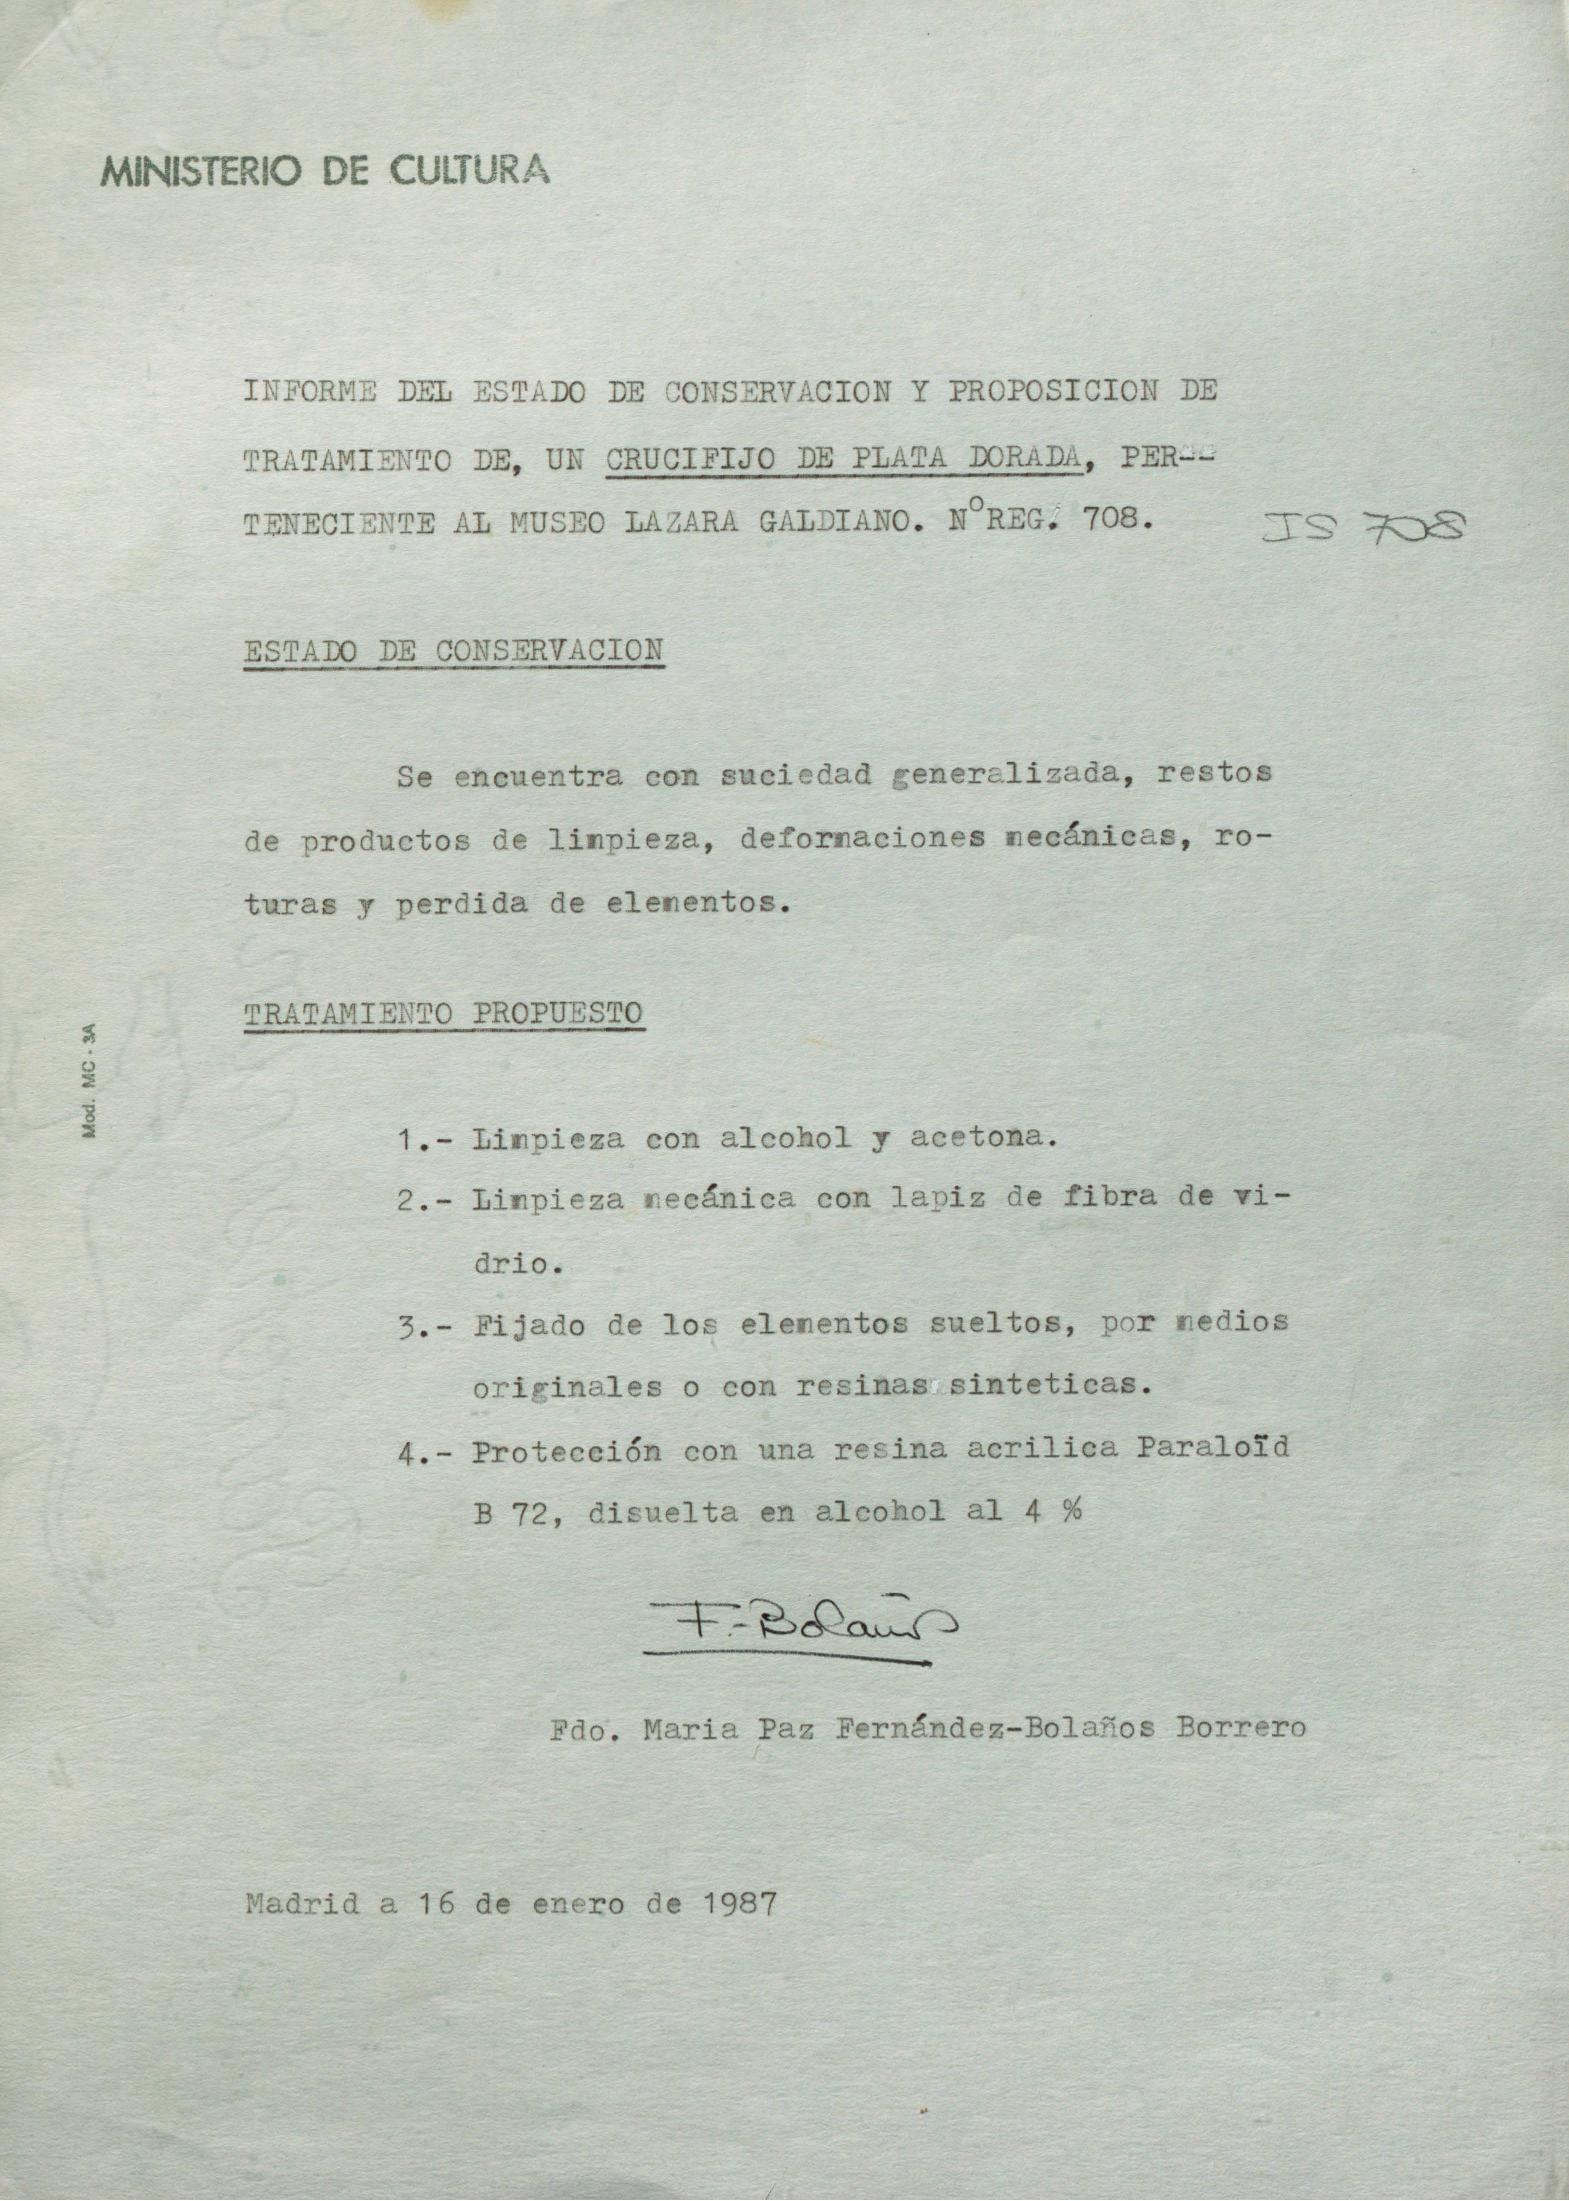 MINISTERIO DE CULTURA
INFORME DEL ESTADO DE CONSERVACION Y PROPOSICION DE
TRATAMIENTO DE, UN CRUCIFIJO DE PLATA DORADA, PER--
TENECIENTE AL MUSEO LAZARA GALDIANO. NºREG. 708.
IS 708
ESTADO DE CONSERVACION
Se encuentra con suciedad generalizada, restos
de productos de limpieza, deformaciones mecánicas, ro-
turas y perdida de elementos.
TRATAMIENTO PROPUESTO
Mod. MC - 3A
1.- Limpieza con alcohol y acetona.
2.- Limpieza mecánica con lapiz de fibra de vi-
drio.
3.- Fijado de los elementos sueltos, por medios
originales o con resinas sinteticas.
4.- Protección con una resina acrilica Paraloïd
B 72, disuelta en alcohol al 4 %
F.-Bolaños
Fdo. Maria Paz Fernández-Bolaños Borrero
Madrid a 16 de enero de 1987